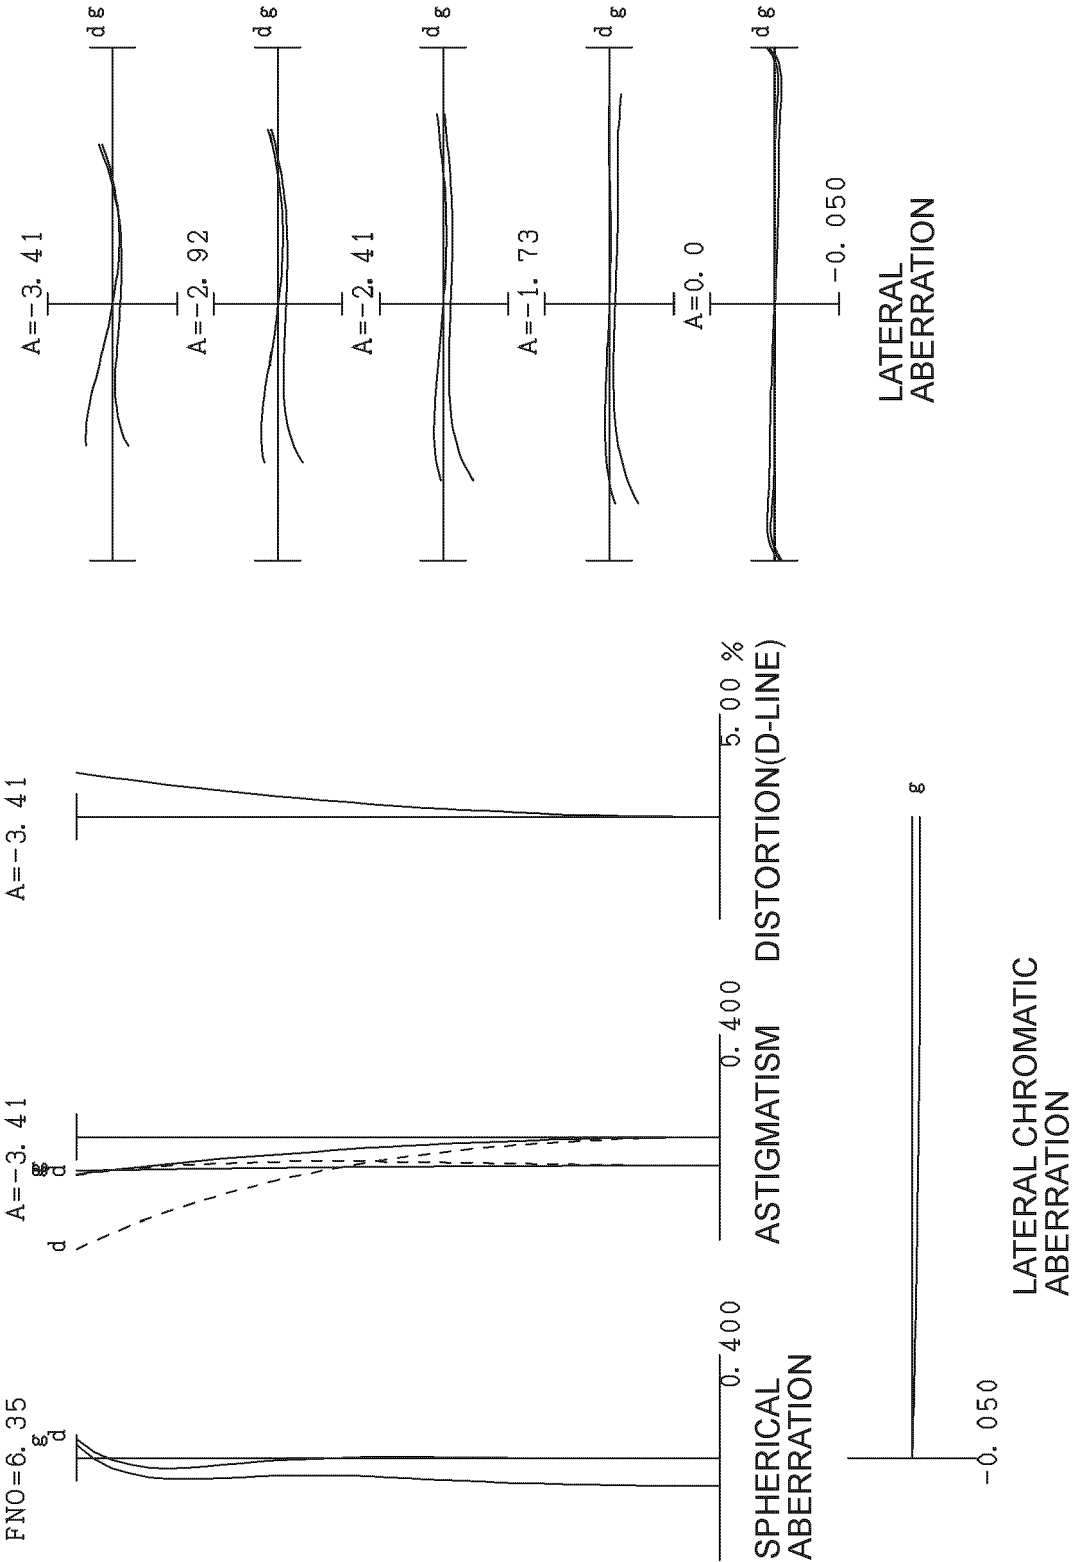 FNO=6.35
g
d
0.400
SPHERICAL
ABERRATION
A=-3.41
d
g
d
0.400
ASTIGMATISM
A=-3.41
5.00 %
DISTORTION(D-LINE)
A=-3.41
d g
A=-2.92
d g
A=-2.41
d g
A=-1.73
d g
A=0.0
d g
-0.050
LATERAL
ABERRATION
-0.050
g
LATERAL CHROMATIC
ABERRATION